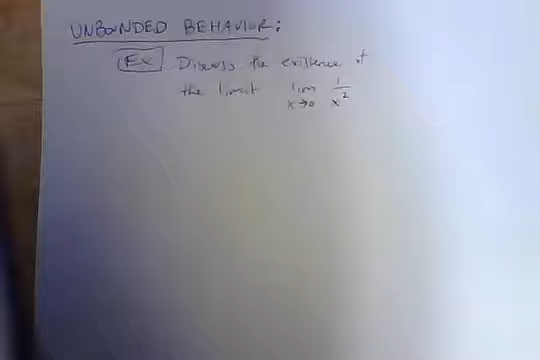 UNBOUNDED BEHAVIOR:
Ex Discuss the existence of
the limit lim x→0 1/x²